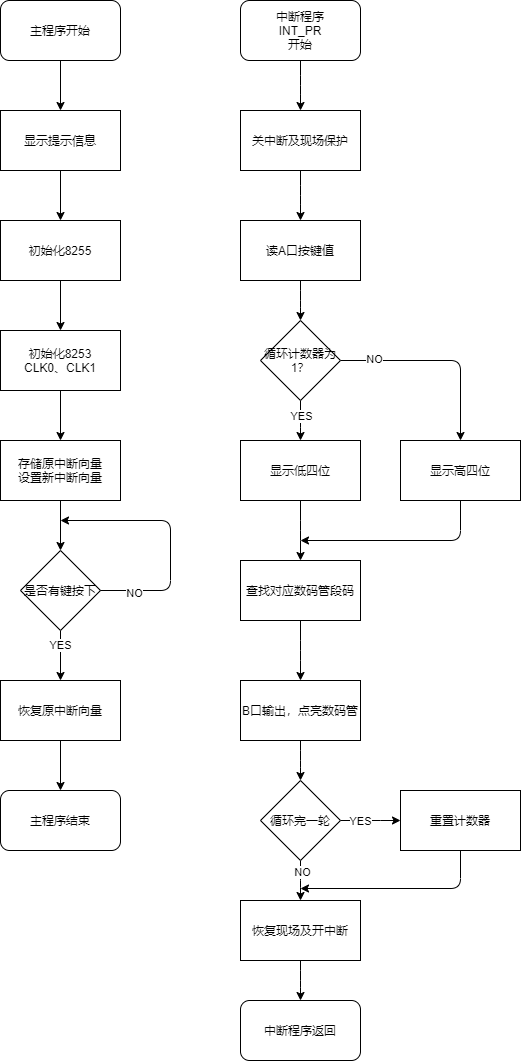 主程序开始
显示提示信息
初始化8255
初始化8253
CLK0、CLK1
存储原中断向量
设置新中断向量
是否有键按下
NO
YES
恢复原中断向量
主程序结束
中断程序
INT_PR
开始
关中断及现场保护
读A口按键值
循环计数器为
1?
NO
YES
显示低四位
显示高四位
查找对应数码管段码
B口输出，点亮数码管
循环完一轮
YES
重置计数器
NO
恢复现场及开中断
中断程序返回